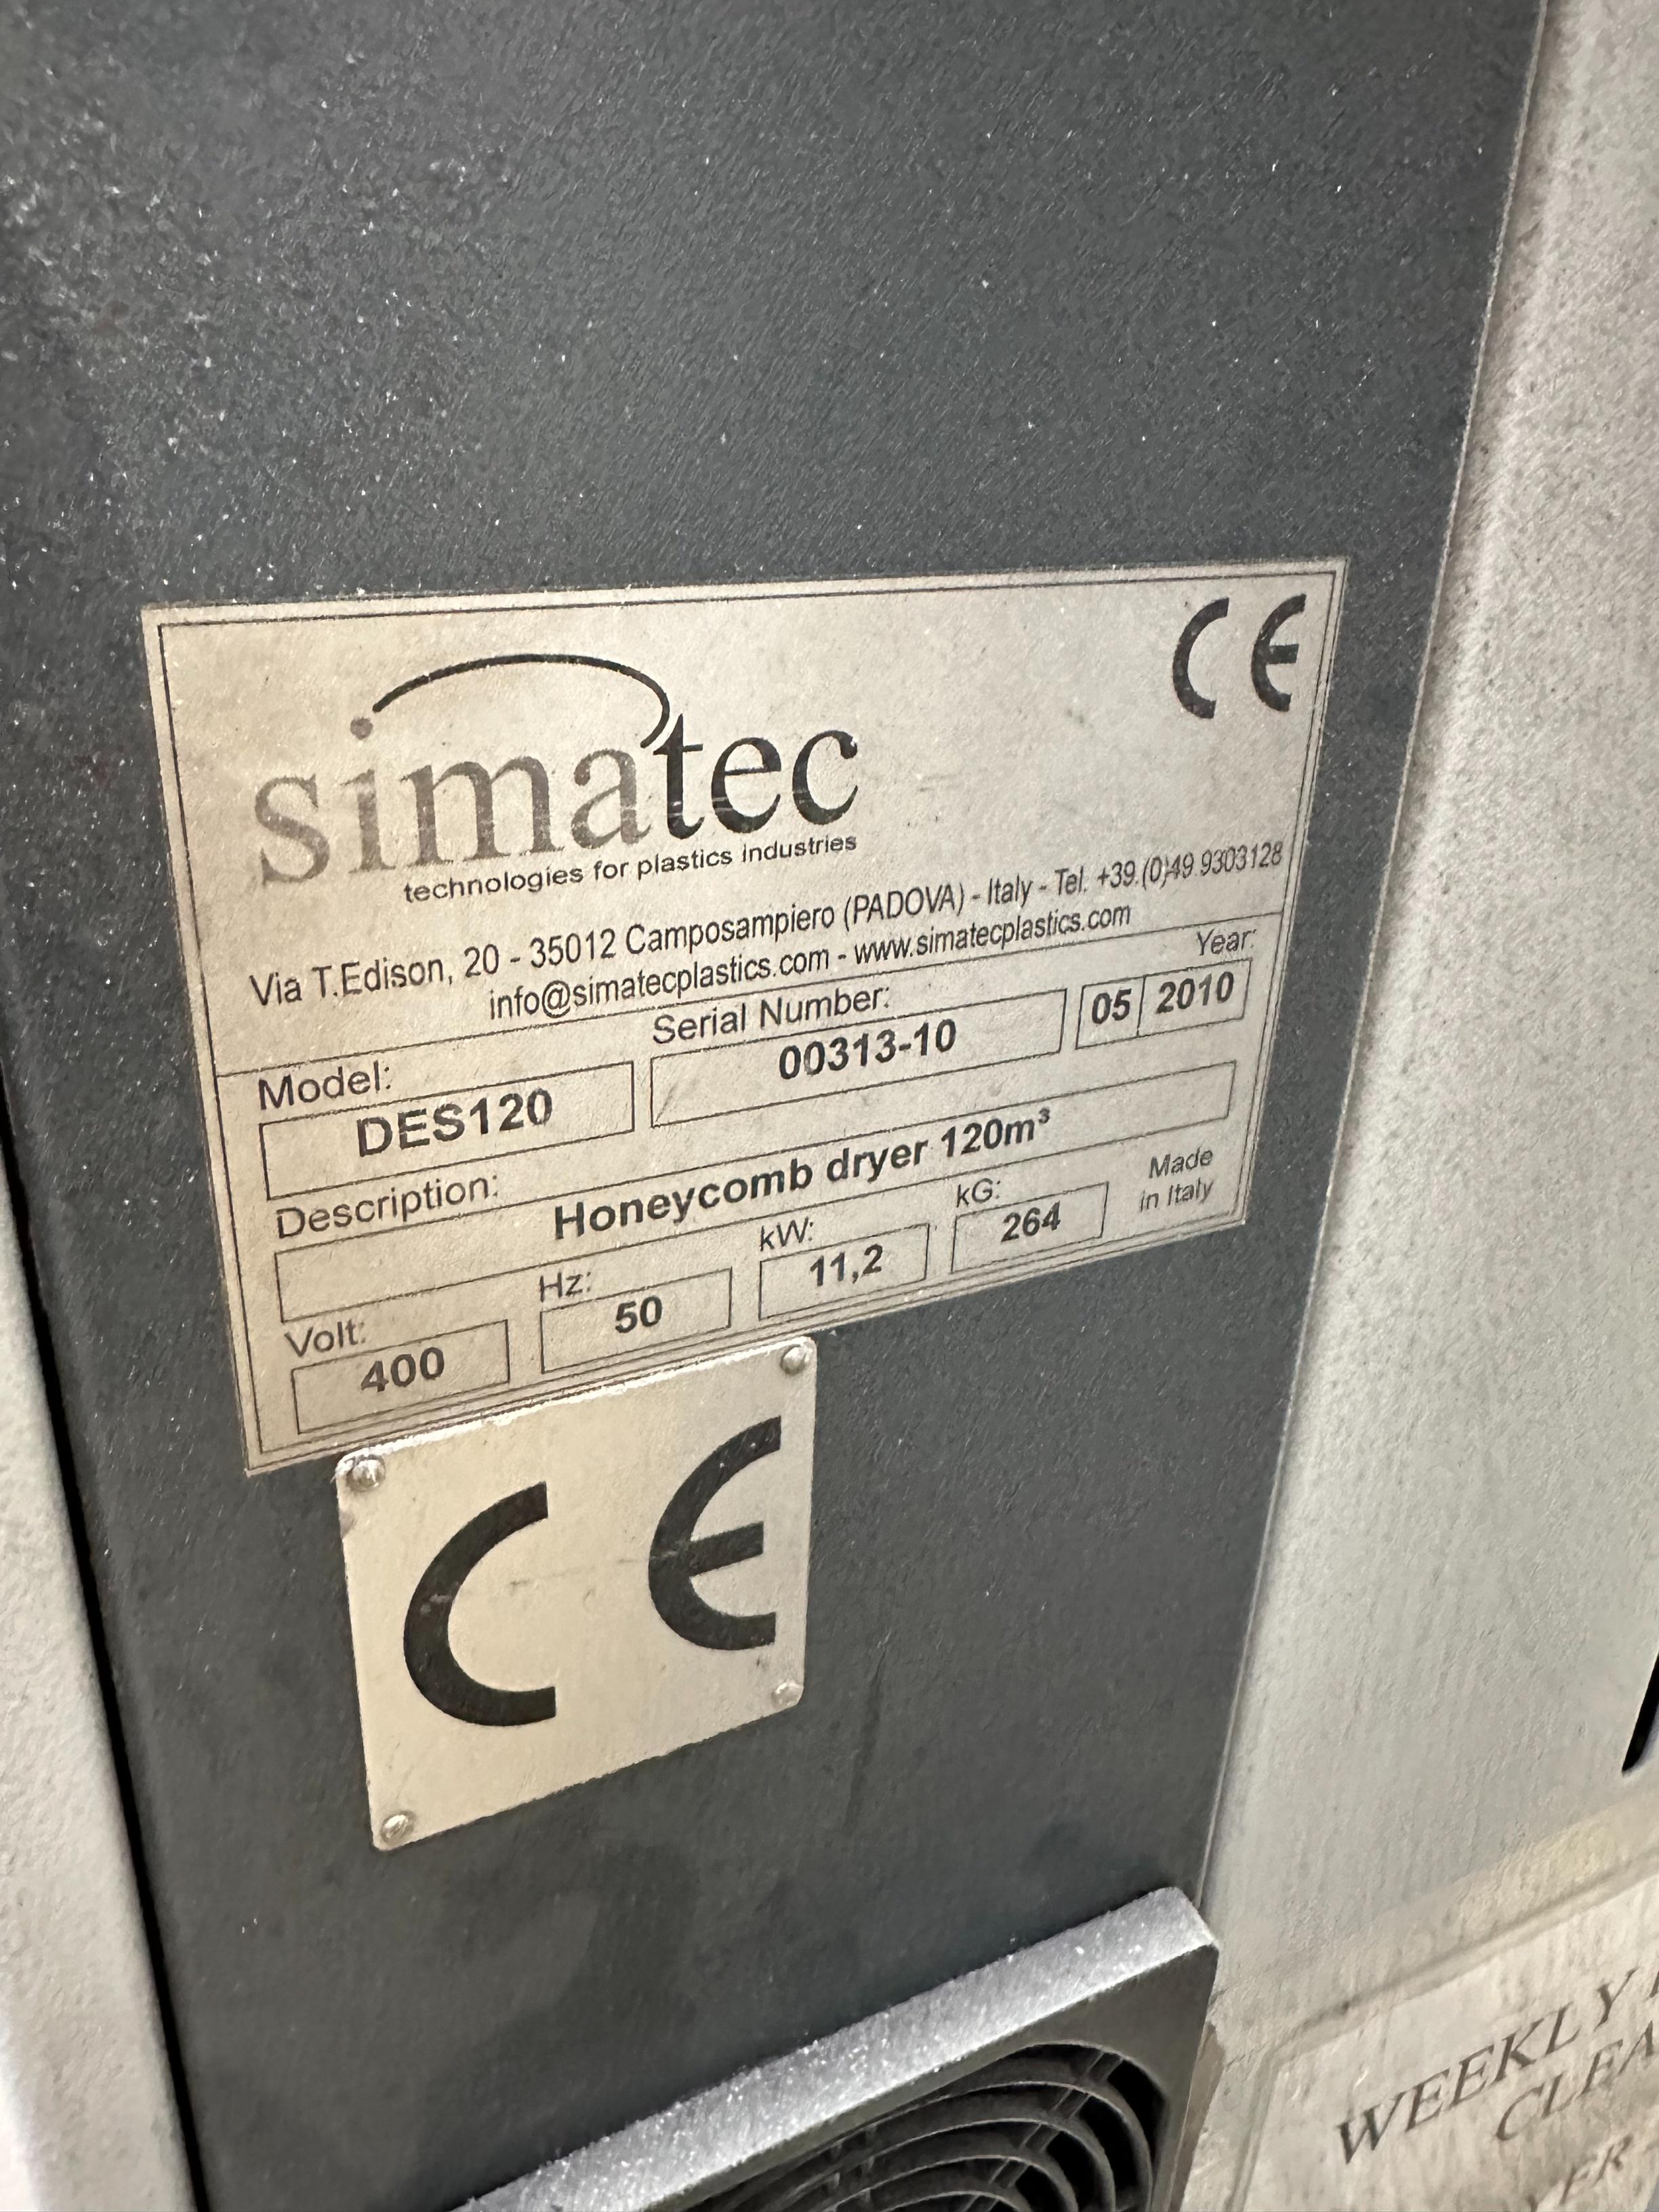 CE
simatec
technologies for plastics industries
Via T.Edison, 20 - 35012 Camposampiero (PADOVA) - Italy - Tel. +39.(0)49.9303128
info@simatecplastics.com - www.simatecplastics.com
Model: Serial Number: Year:
DES120 00313-10 05 2010
Description:
Honeycomb dryer 120m³
Volt: Hz: kW: kG: Made
400 50 11,2 264 in Italy
CE
WEEKLY